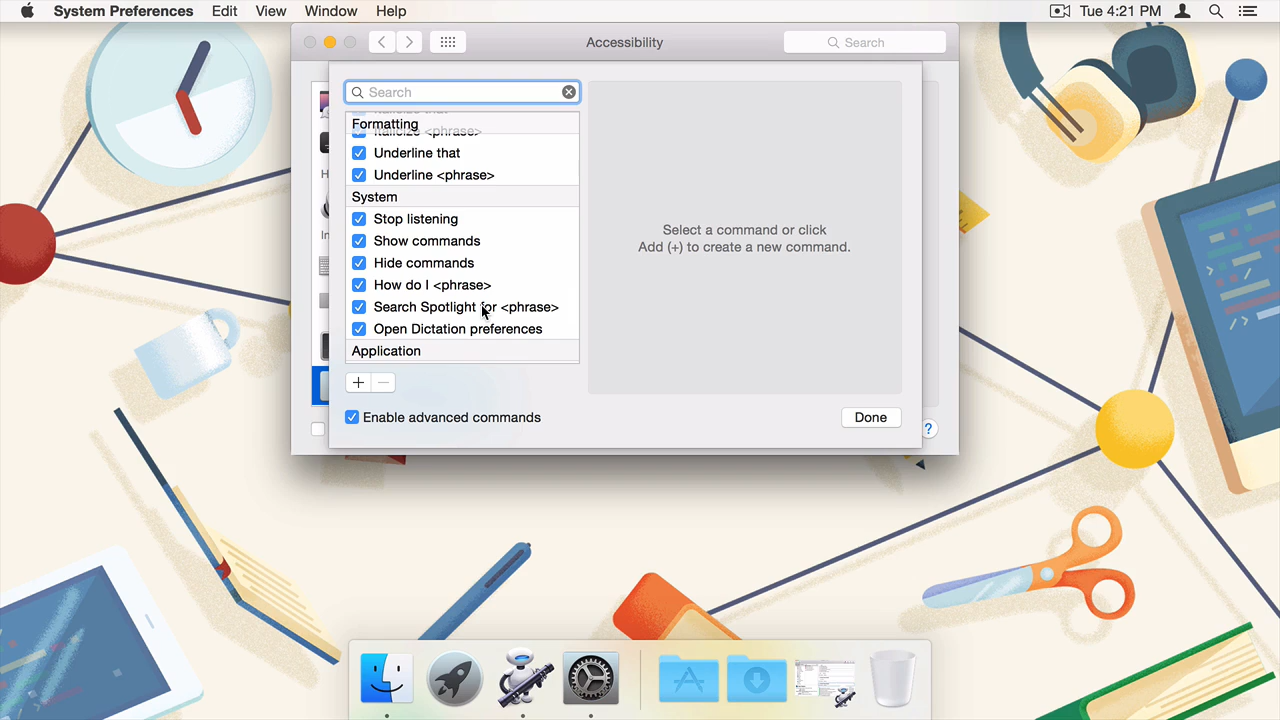 System Preferences Edit View Window Help Tue 4:21 PM
Accessibility
Search
Search
Formatting
Italicize <phrase>
Underline that
Underline <phrase>
System
Stop listening
Show commands
Hide commands
How do I <phrase>
Search Spotlight for <phrase>
Open Dictation preferences
Application
Select a command or click
Add (+) to create a new command.
+ −
Enable advanced commands
Done
?